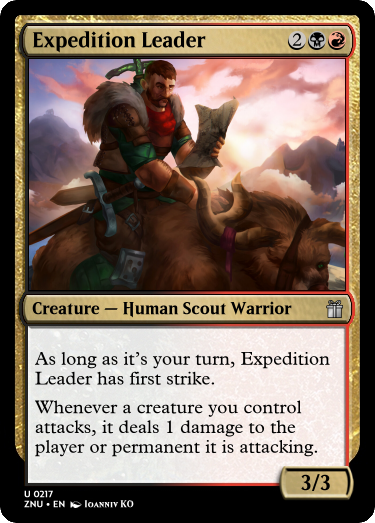 Expedition Leader 2
Creature — Human Scout Warrior
As long as it's your turn, Expedition
Leader has first strike.
Whenever a creature you control
attacks, it deals 1 damage to the
player or permanent it is attacking.
3/3
U 0217
ZNU • EN Ioanniv KO